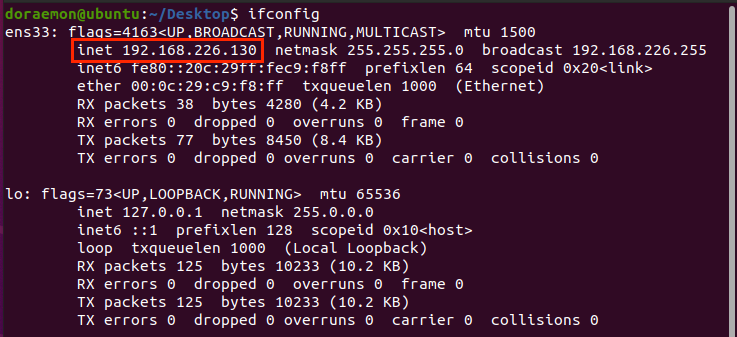 doraemon@ubuntu:~/Desktop$ ifconfig
ens33: flags=4163<UP,BROADCAST,RUNNING,MULTICAST>  mtu 1500
        inet 192.168.226.130  netmask 255.255.255.0  broadcast 192.168.226.255
        inet6 fe80::20c:29ff:fec9:f8ff  prefixlen 64  scopeid 0x20<link>
        ether 00:0c:29:c9:f8:ff  txqueuelen 1000  (Ethernet)
        RX packets 38  bytes 4280 (4.2 KB)
        RX errors 0  dropped 0  overruns 0  frame 0
        TX packets 77  bytes 8450 (8.4 KB)
        TX errors 0  dropped 0 overruns 0  carrier 0  collisions 0

lo: flags=73<UP,LOOPBACK,RUNNING>  mtu 65536
        inet 127.0.0.1  netmask 255.0.0.0
        inet6 ::1  prefixlen 128  scopeid 0x10<host>
        loop  txqueuelen 1000  (Local Loopback)
        RX packets 125  bytes 10233 (10.2 KB)
        RX errors 0  dropped 0  overruns 0  frame 0
        TX packets 125  bytes 10233 (10.2 KB)
        TX errors 0  dropped 0 overruns 0  carrier 0  collisions 0